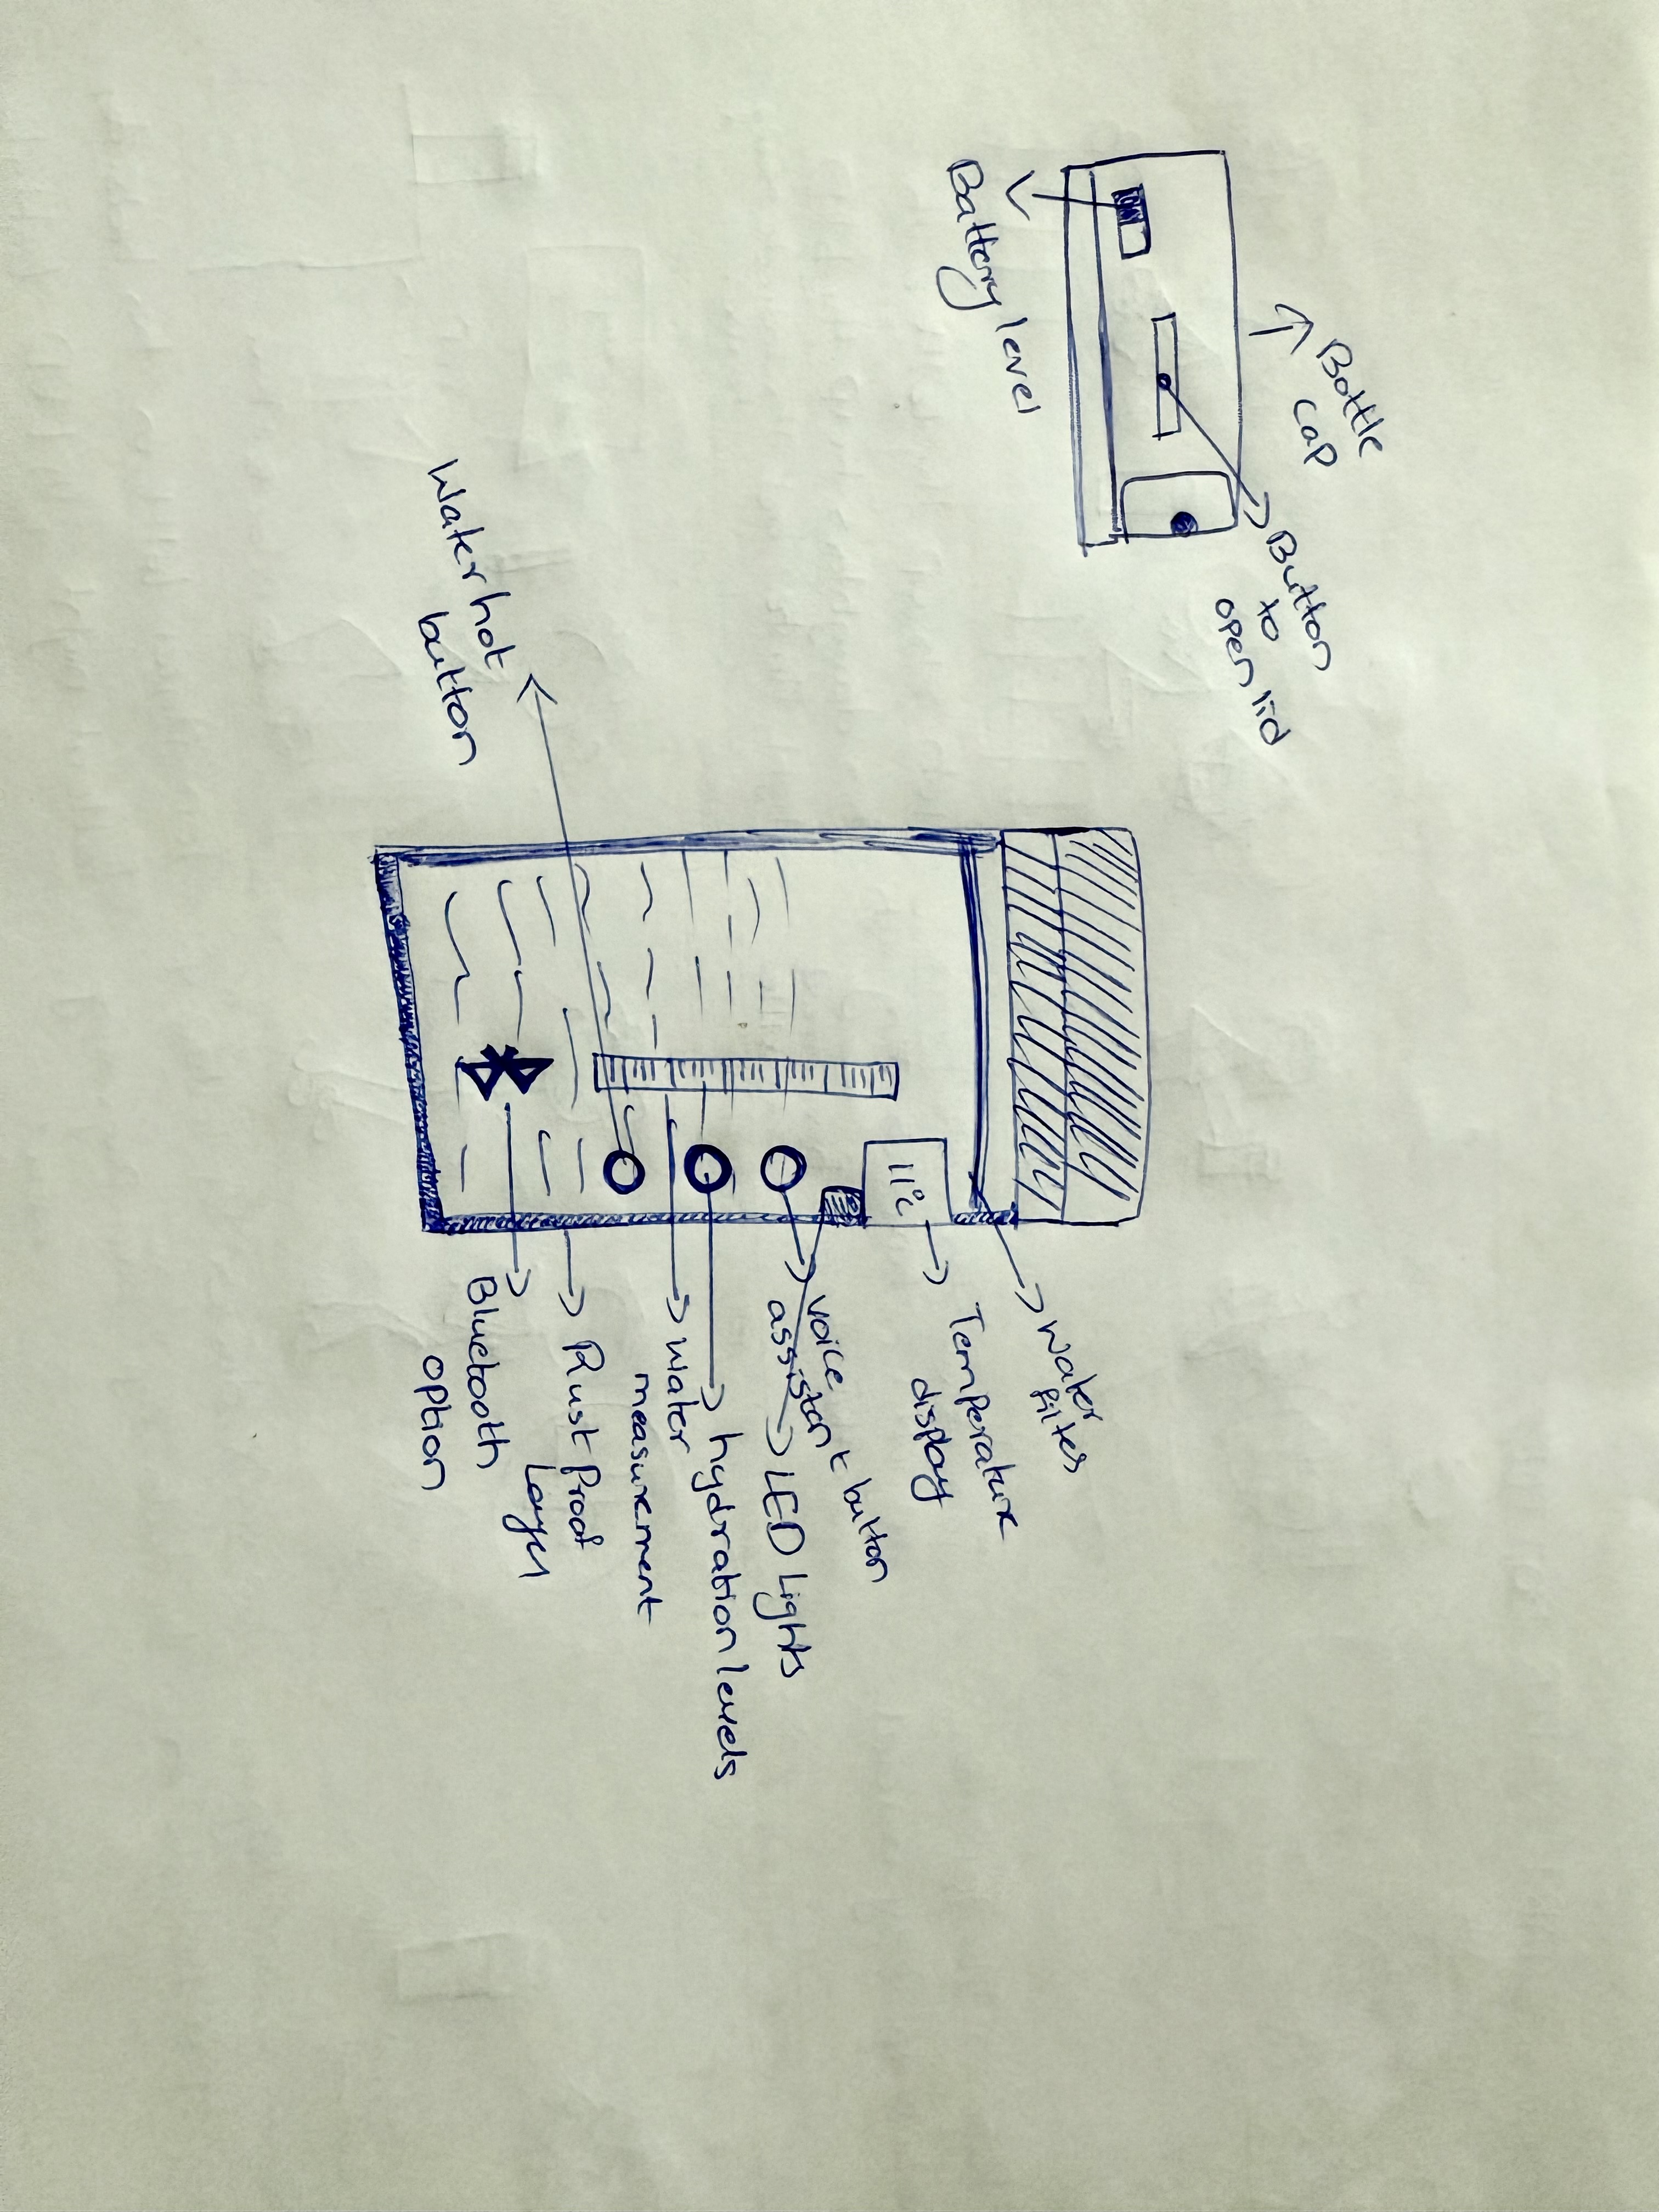 Bottle
cap
Button
to
open lid
Battery level
Water filter
11°C
Temperature
display
voice
assistant button
LED Lights
hydration levels
water
measurement
Rust Proof
Layer
Bluetooth
option
Water hot
button